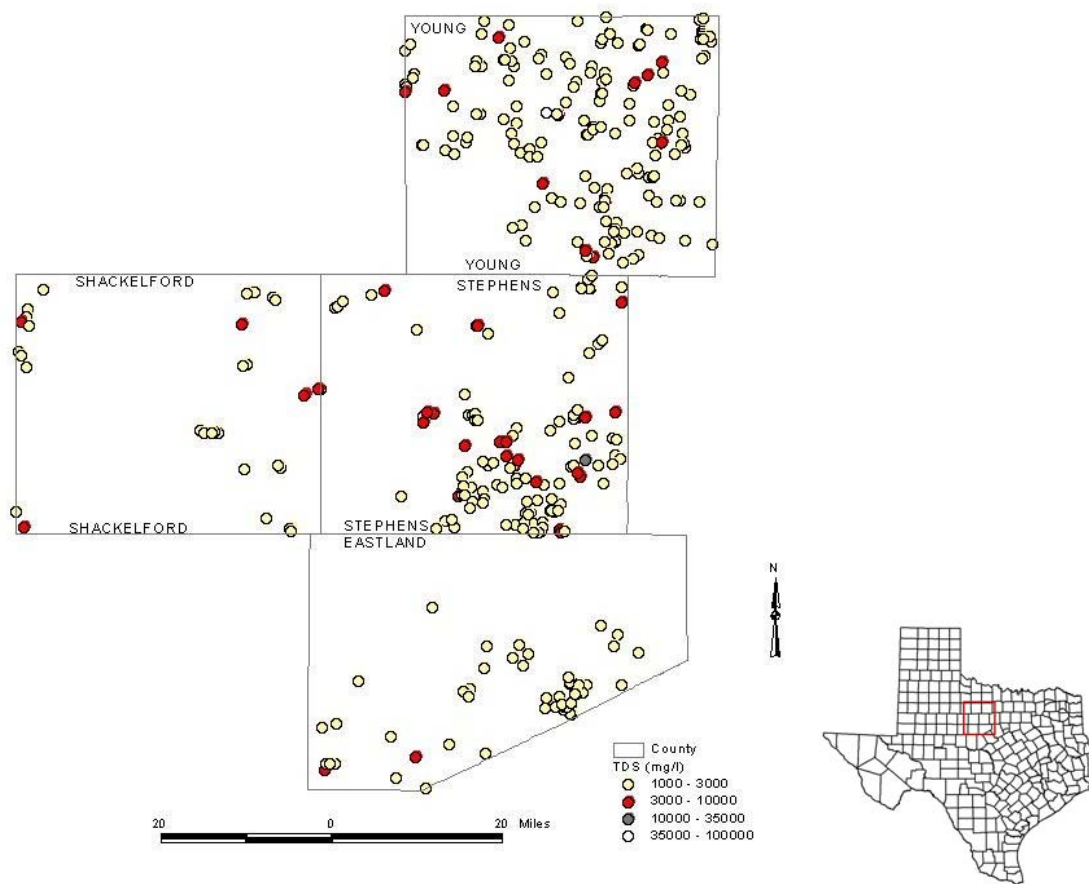 YOUNG
YOUNG
SHACKELFORD
STEPHENS
SHACKELFORD
STEPHENS
EASTLAND
N
County
TDS (mg/l)
1000 - 3000
3000 - 10000
10000 - 35000
35000 - 100000
20 0 20 Miles